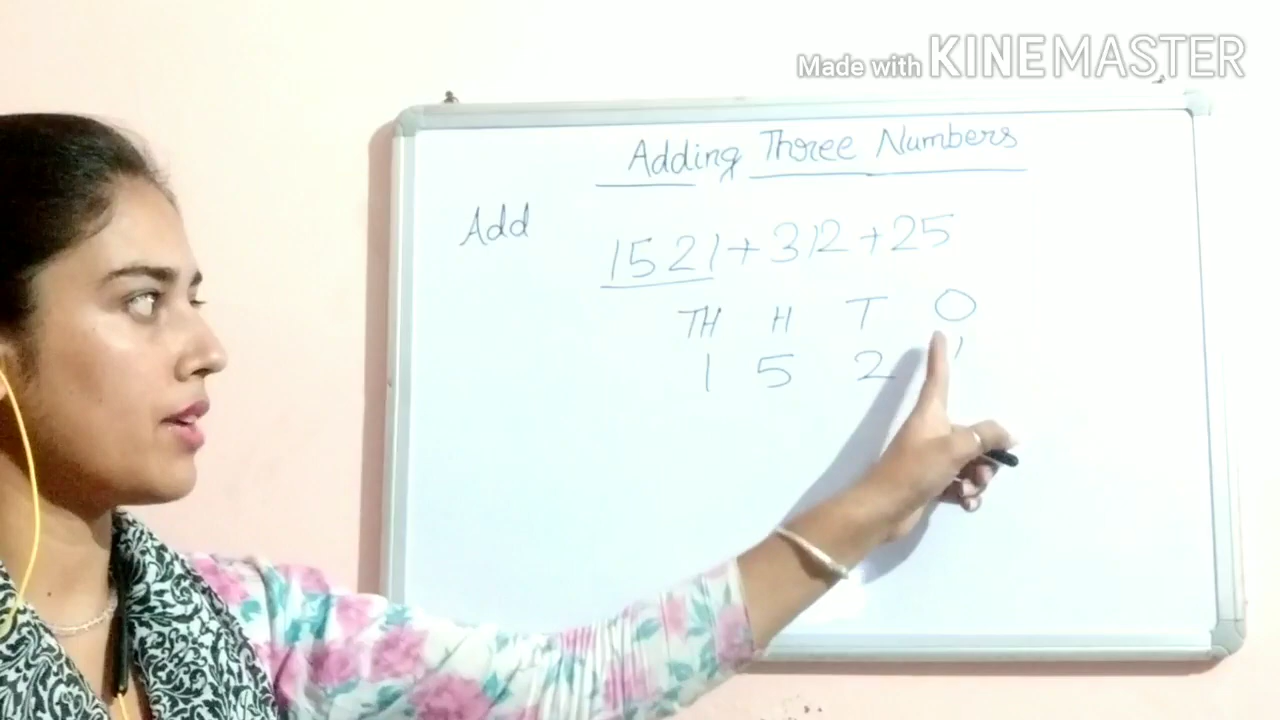 Made with KINEMASTER
Adding Three Numbers
Add
1521+312+25
TH H T O
1 5 2 1